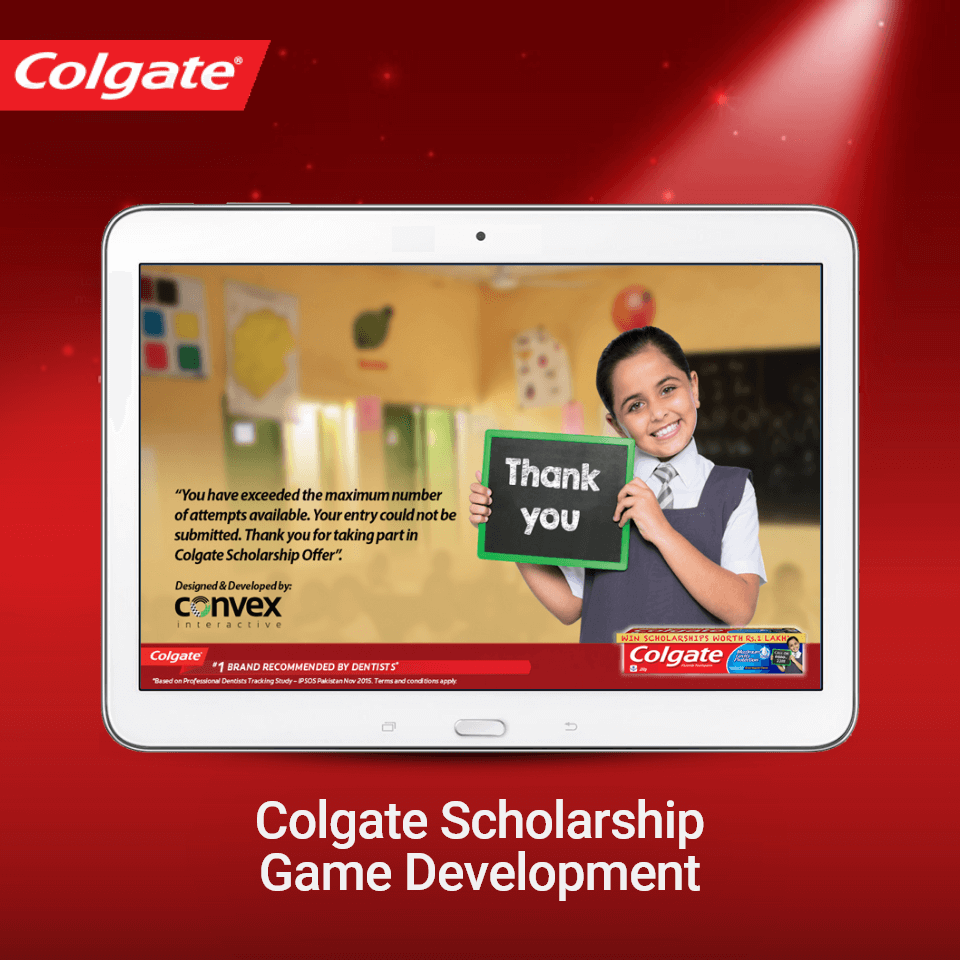 Colgate®
Thank
you
“You have exceeded the maximum number
of attempts available. Your entry could not be
submitted. Thank you for taking part in
Colgate Scholarship Offer”.
Designed & Developed by:
convex
interactive
WIN SCHOLARSHIPS WORTH RS.1 LAKH
Colgate
Maximum
Cavity
Protection
Colgate
#1 BRAND RECOMMENDED BY DENTISTS*
*Based on Professional Dentists Tracking Study – IPSOS Pakistan Nov 2015. Terms and conditions apply.
Colgate Scholarship
Game Development